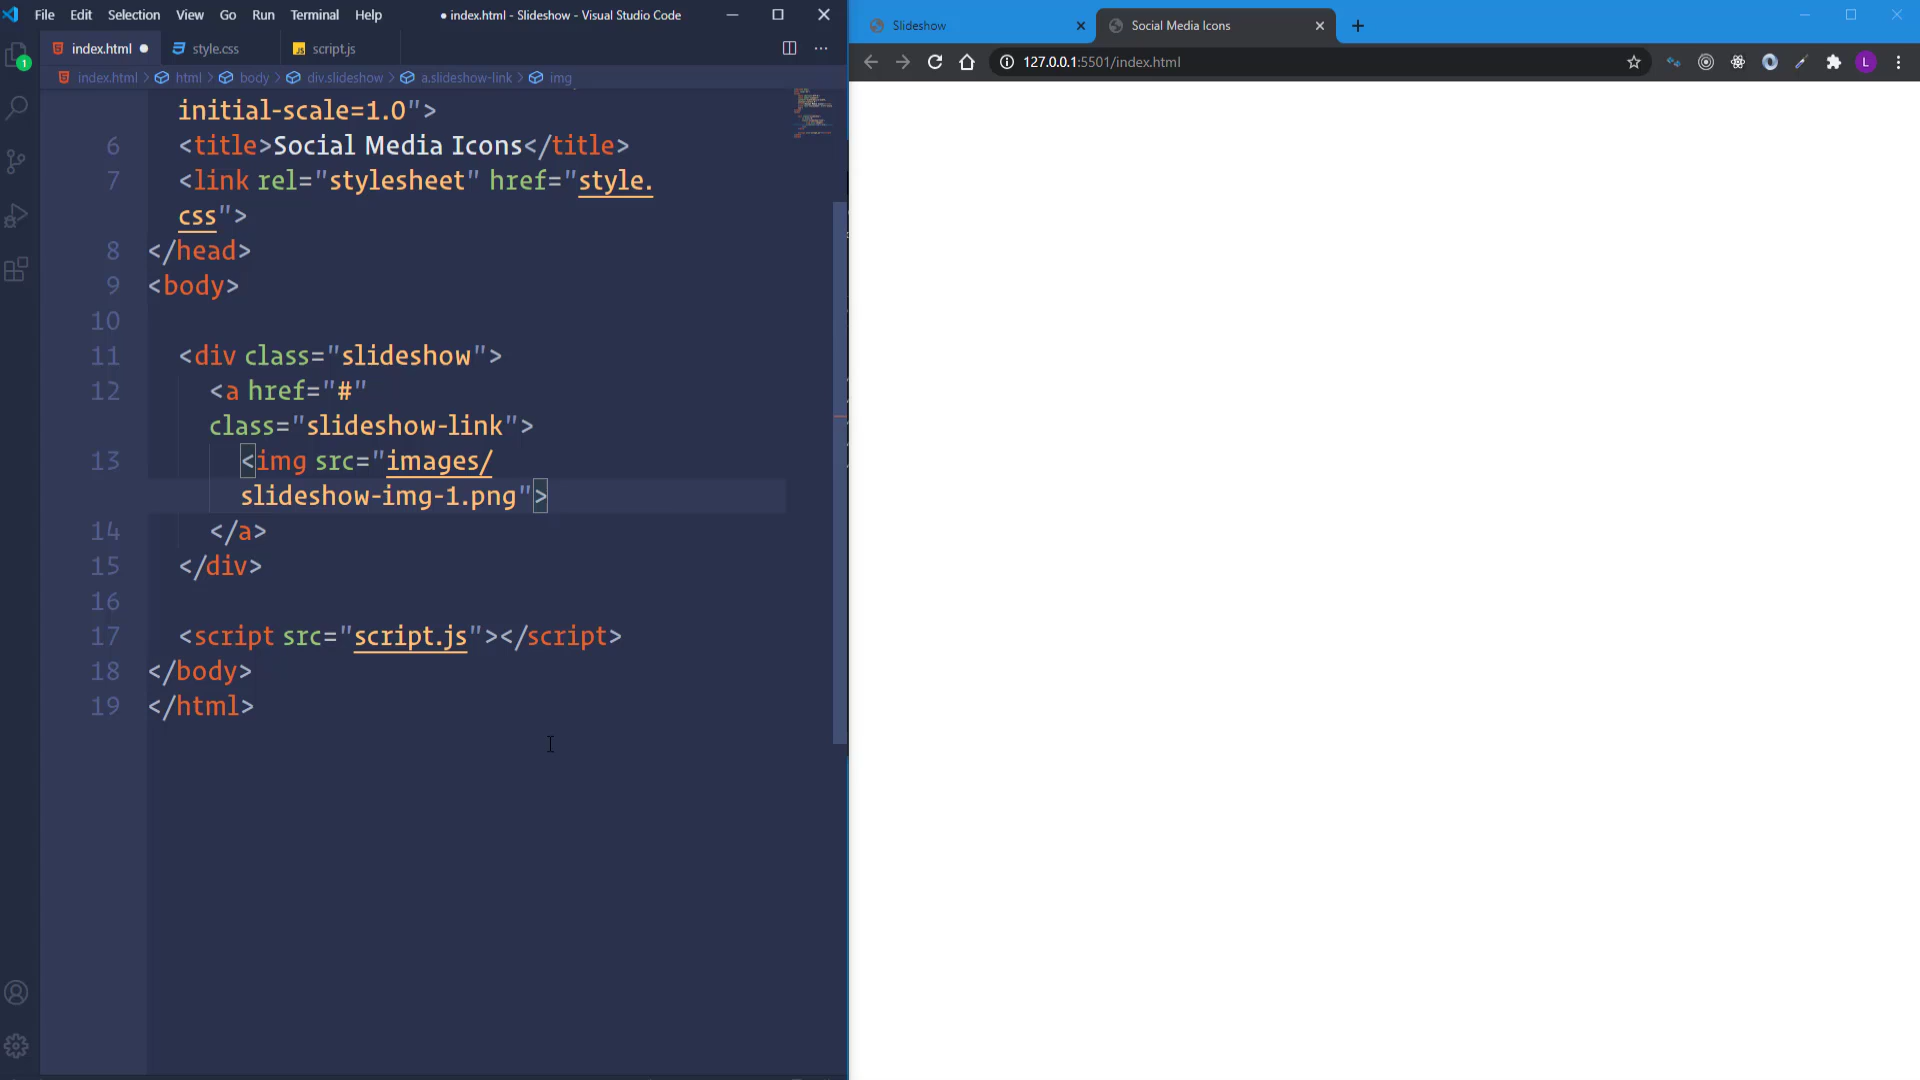 File Edit Selection View Go Run Terminal Help ● index.html - Slideshow - Visual Studio Code
index.html ● style.css JS script.js ···
index.html > html > body > div.slideshow > a.slideshow-link > img
initial-scale=1.0">
6 <title>Social Media Icons</title>
7 <link rel="stylesheet" href="style.
css">
8 </head>
9 <body>
10
11 <div class="slideshow">
12 <a href="#"
class="slideshow-link">
13 <img src="images/
slideshow-img-1.png">
14 </a>
15 </div>
16
17 <script src="script.js"></script>
18 </body>
19 </html>
1
Slideshow
Social Media Icons
127.0.0.1:5501/index.html
L